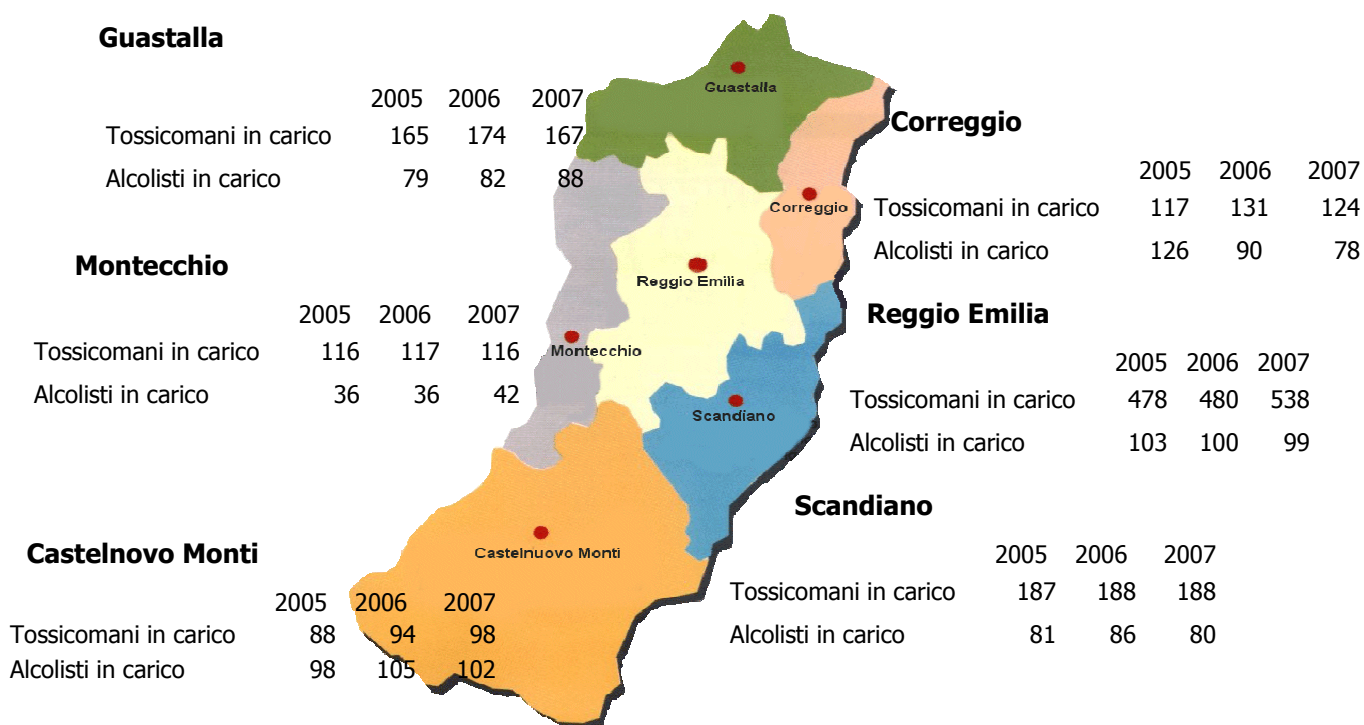 Guastalla
2005 2006 2007
Tossicomani in carico 165 174 167
Alcolisti in carico 79 82 88
Guastalla
Correggio
2005 2006 2007
Tossicomani in carico 117 131 124
Alcolisti in carico 126 90 78
Correggio
Montecchio
2005 2006 2007
Tossicomani in carico 116 117 116
Alcolisti in carico 36 36 42
Reggio Emilia
Montecchio
Reggio Emilia
2005 2006 2007
Tossicomani in carico 478 480 538
Alcolisti in carico 103 100 99
Scandiano
Scandiano
2005 2006 2007
Tossicomani in carico 187 188 188
Alcolisti in carico 81 86 80
Castelnuovo Monti
Castelnovo Monti
2005 2006 2007
Tossicomani in carico 88 94 98
Alcolisti in carico 98 105 102